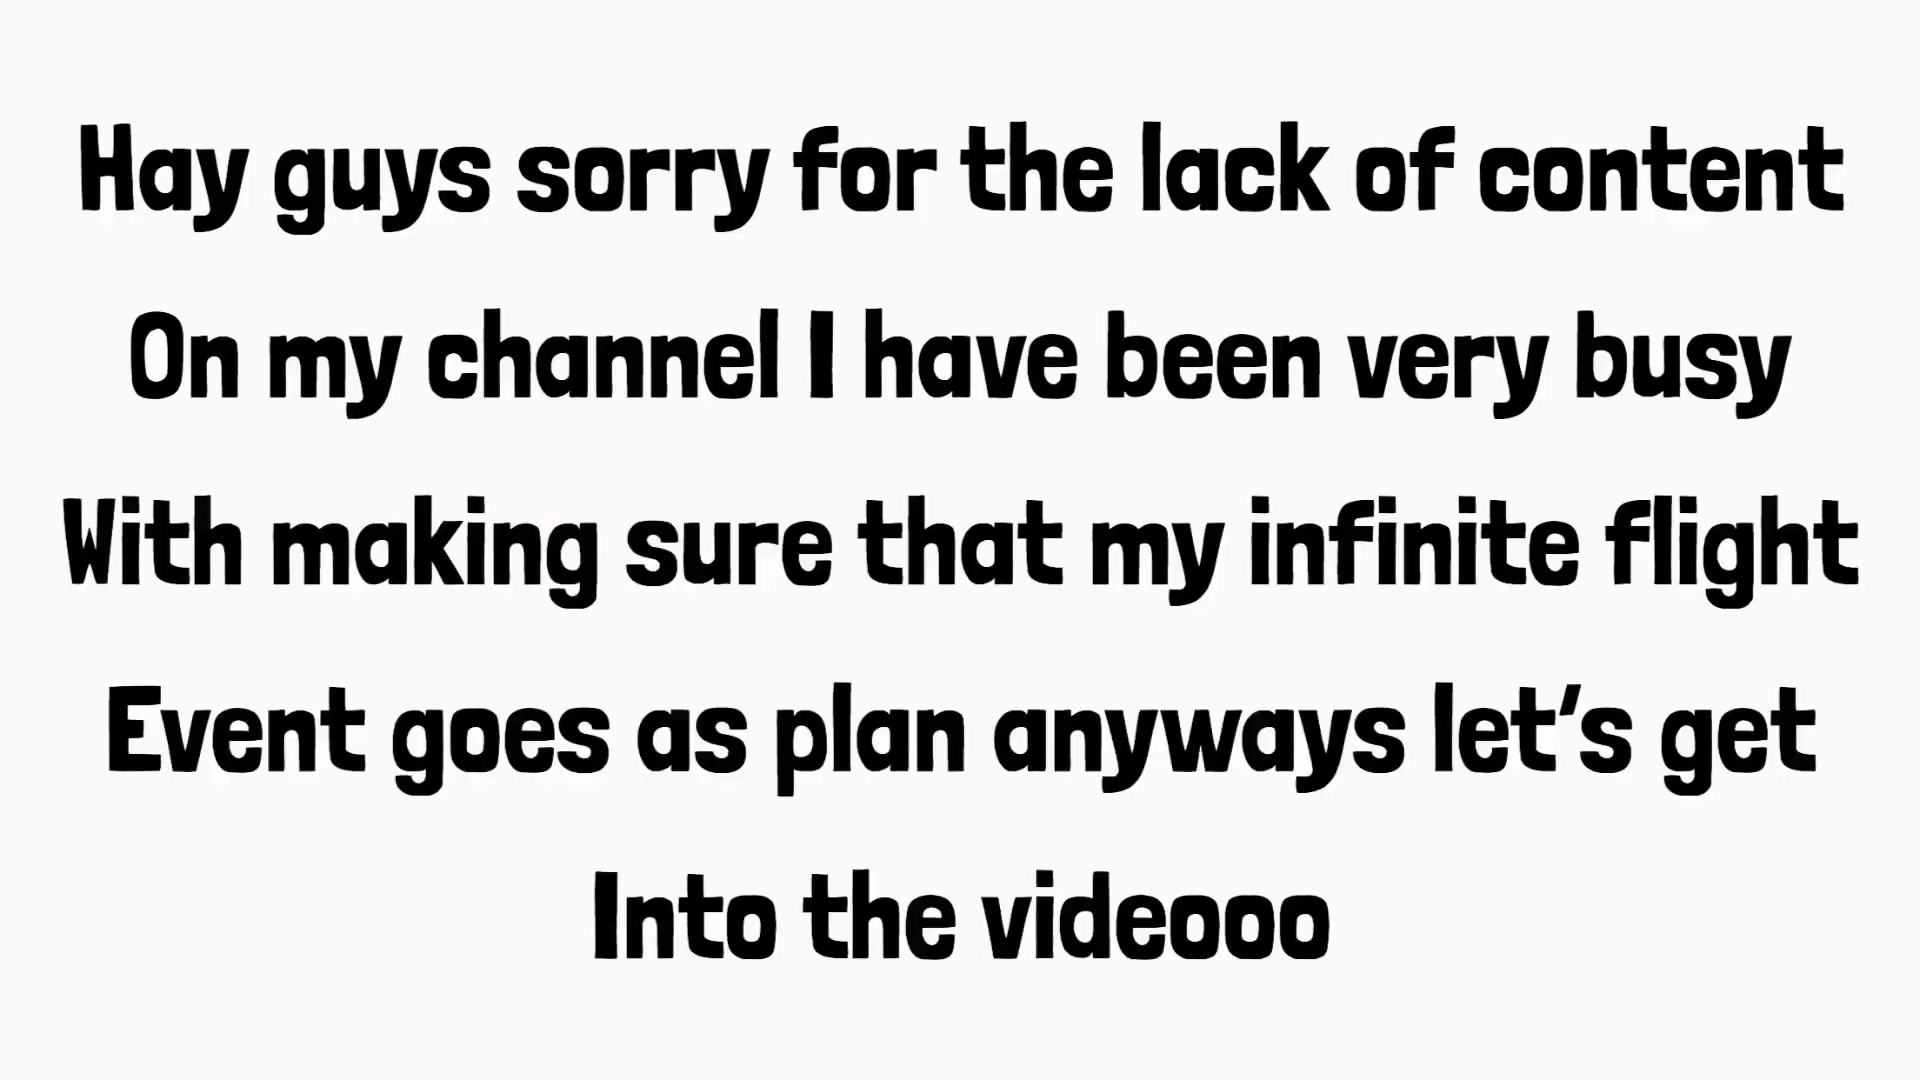 Hay guys sorry for the lack of content
On my channel I have been very busy
With making sure that my infinite flight
Event goes as plan anyways let's get
Into the videooo